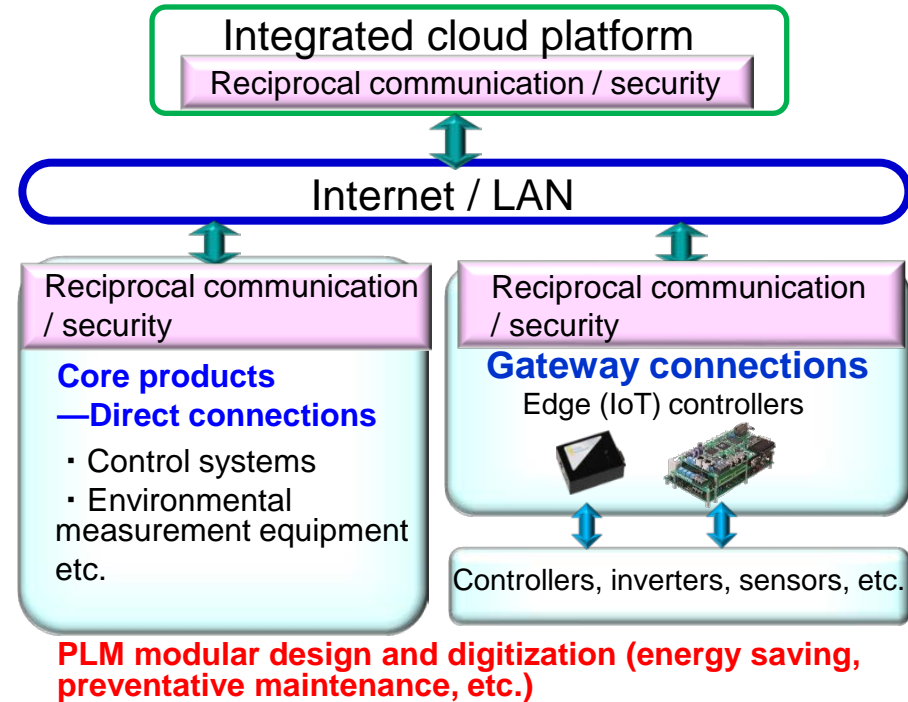 Integrated cloud platform
Reciprocal communication / security
Internet / LAN
Reciprocal communication
/ security
Core products
—Direct connections
・Control systems
・Environmental
measurement equipment
etc.
Reciprocal communication
/ security
Gateway connections
Edge (IoT) controllers
Controllers, inverters, sensors, etc.
PLM modular design and digitization (energy saving,
preventative maintenance, etc.)